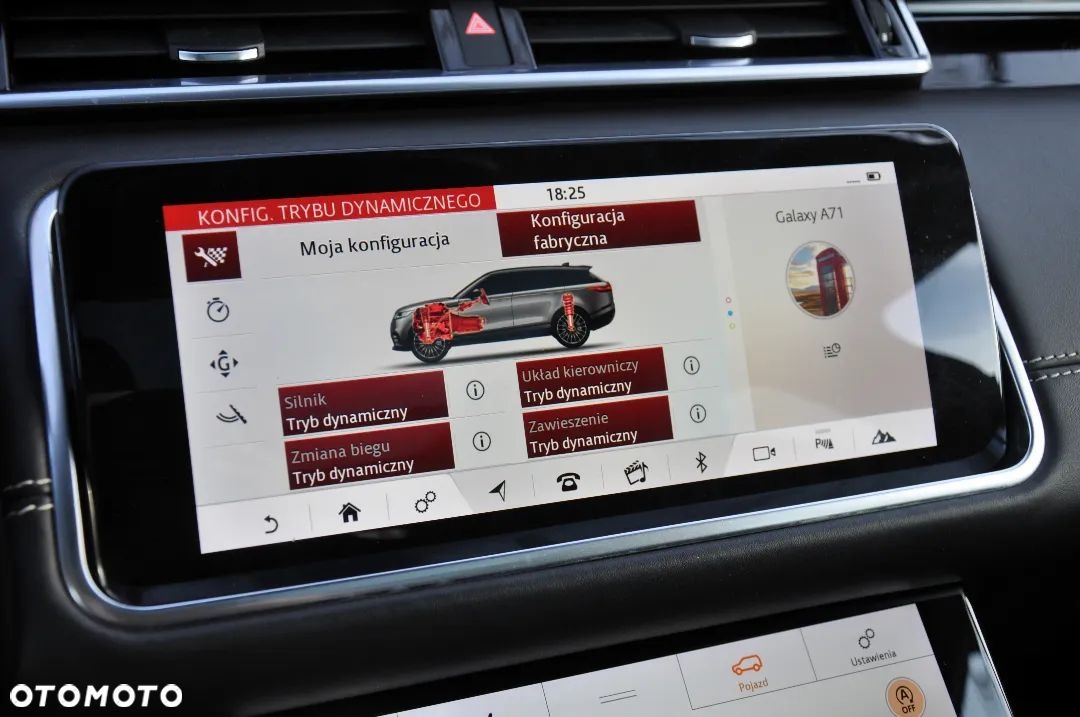 KONFIG. TRYBU DYNAMICZNEGO
18:25
Moja konfiguracja
Konfiguracja
fabryczna
Galaxy A71
G
Silnik
Tryb dynamiczny
Układ kierowniczy
Tryb dynamiczny
Zmiana biegu
Tryb dynamiczny
Zawieszenie
Tryb dynamiczny
Pojazd
Ustawienia
A
OFF
OTOMOTO